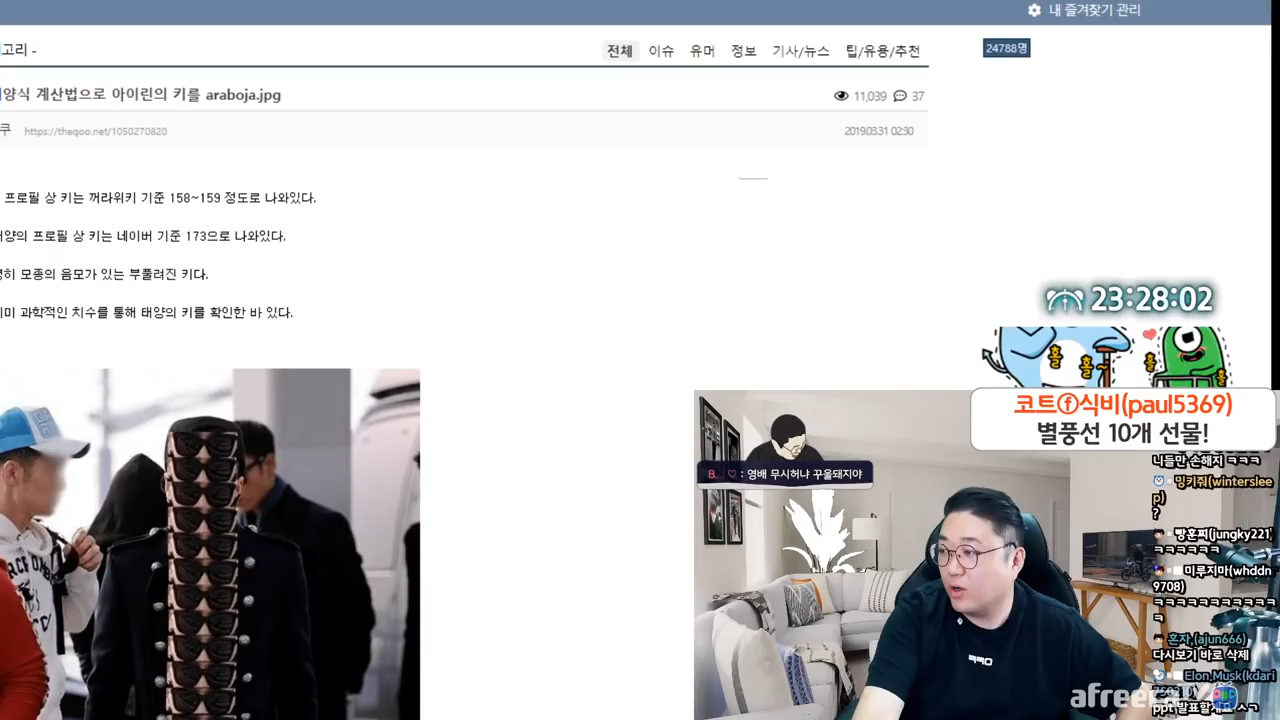 내 즐겨찾기 관리
고리 -
전체 이슈 유머 정보 기사/뉴스 팁/유용/추천
24788명
양식 계산법으로 아이린의 키를 araboja.jpg
11,039 37
쿠 https://theqoo.net/1050270820
2019.03.31 02:30
프로필 상 키는 꺼라위키 기준 158~159 정도로 나와있다.
양의 프로필 상 키는 네이버 기준 173으로 나와있다.
히 모종의 음모가 있는 부풀려진 키다.
미 과학적인 치수를 통해 태양의 키를 확인한 바 있다.
23:28:02
홀 홀~ 홀 홀
코트ⓕ식비(paul5369)
별풍선 10개 선물!
B. ♡ : 영배 무시허냐 꾸울돼지야
니들만 손해지 ㅋㅋㅋ
밍키쥐(winterslee
p)
?
빵훈찌(jungky221)
ㅋㅋㅋㅋㅋㅋ
미루지마(whddn
9708)
ㅋㅋㅋㅋㅋㅋㅋㅋㅋㅋㅋ
ㅋ
혼자,(ajun666)
다시보기 바로 삭제
Elon,Musk(kdari
ppt 발표할게요 ㅅㄱ
afreeca